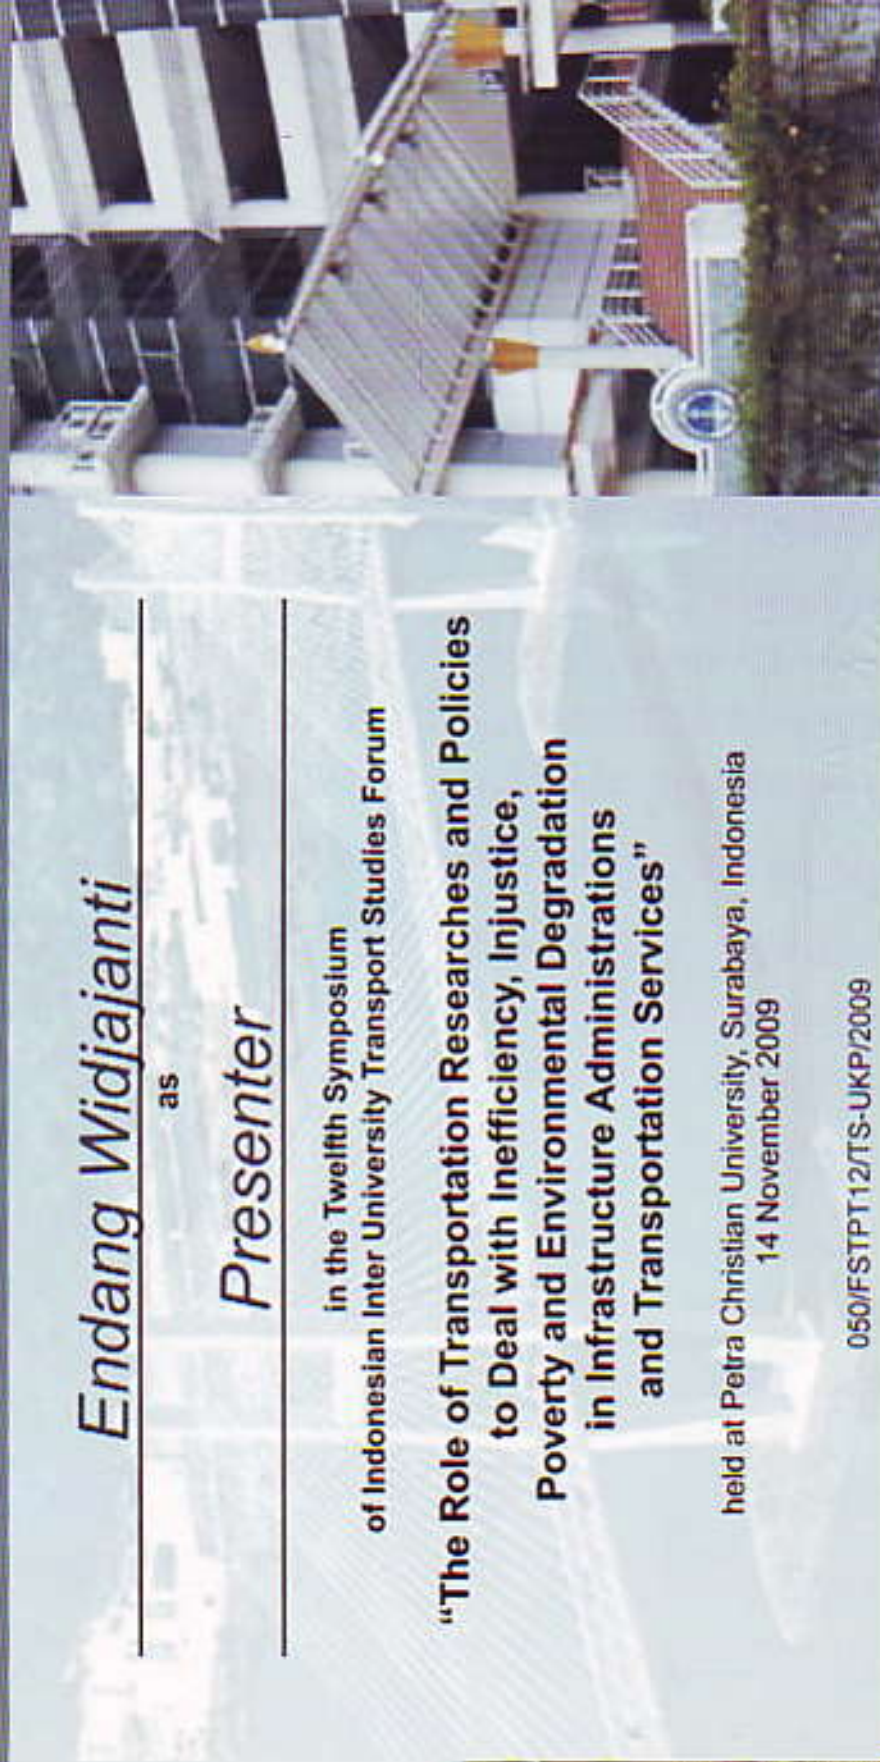 Endang Widjajanti
as
Presenter
in the Twelfth Symposium
of Indonesian Inter University Transport Studies Forum
“The Role of Transportation Researches and Policies
to Deal with Inefficiency, Injustice,
Poverty and Environmental Degradation
in Infrastructure Administrations
and Transportation Services”
held at Petra Christian University, Surabaya, Indonesia
14 November 2009
050/FSTPT12/TS-UKP/2009